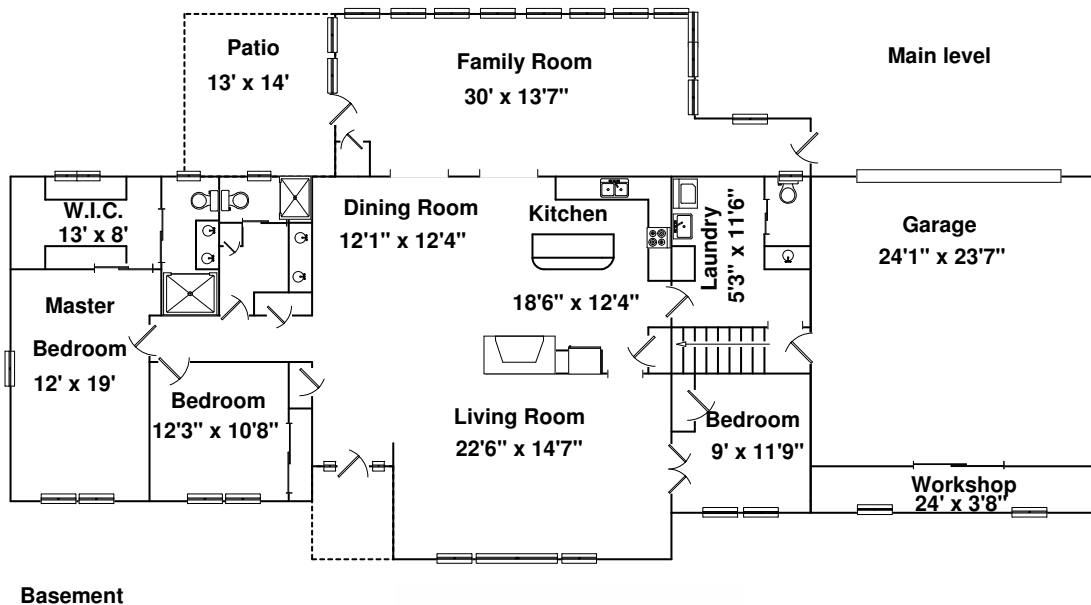 Patio
13' x 14'
Family Room
30' x 13'7"
Main level
W.I.C.
13' x 8'
Dining Room
12'1" x 12'4"
Kitchen
18'6" x 12'4"
Laundry
5'3" x 11'6"
Garage
24'1" x 23'7"
Master
Bedroom
12' x 19'
Bedroom
12'3" x 10'8"
Living Room
22'6" x 14'7"
Bedroom
9' x 11'9"
Workshop
24' x 3'8"
Basement